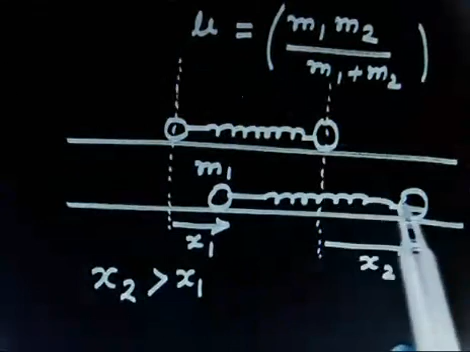 μ = (m₁ m₂ / m₁+m₂)
m₁
x₁
x₂
x₂ > x₁